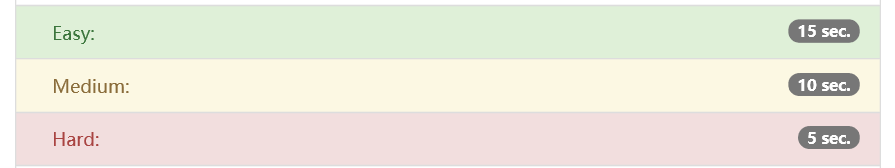 Easy: 15 sec.
Medium: 10 sec.
Hard: 5 sec.